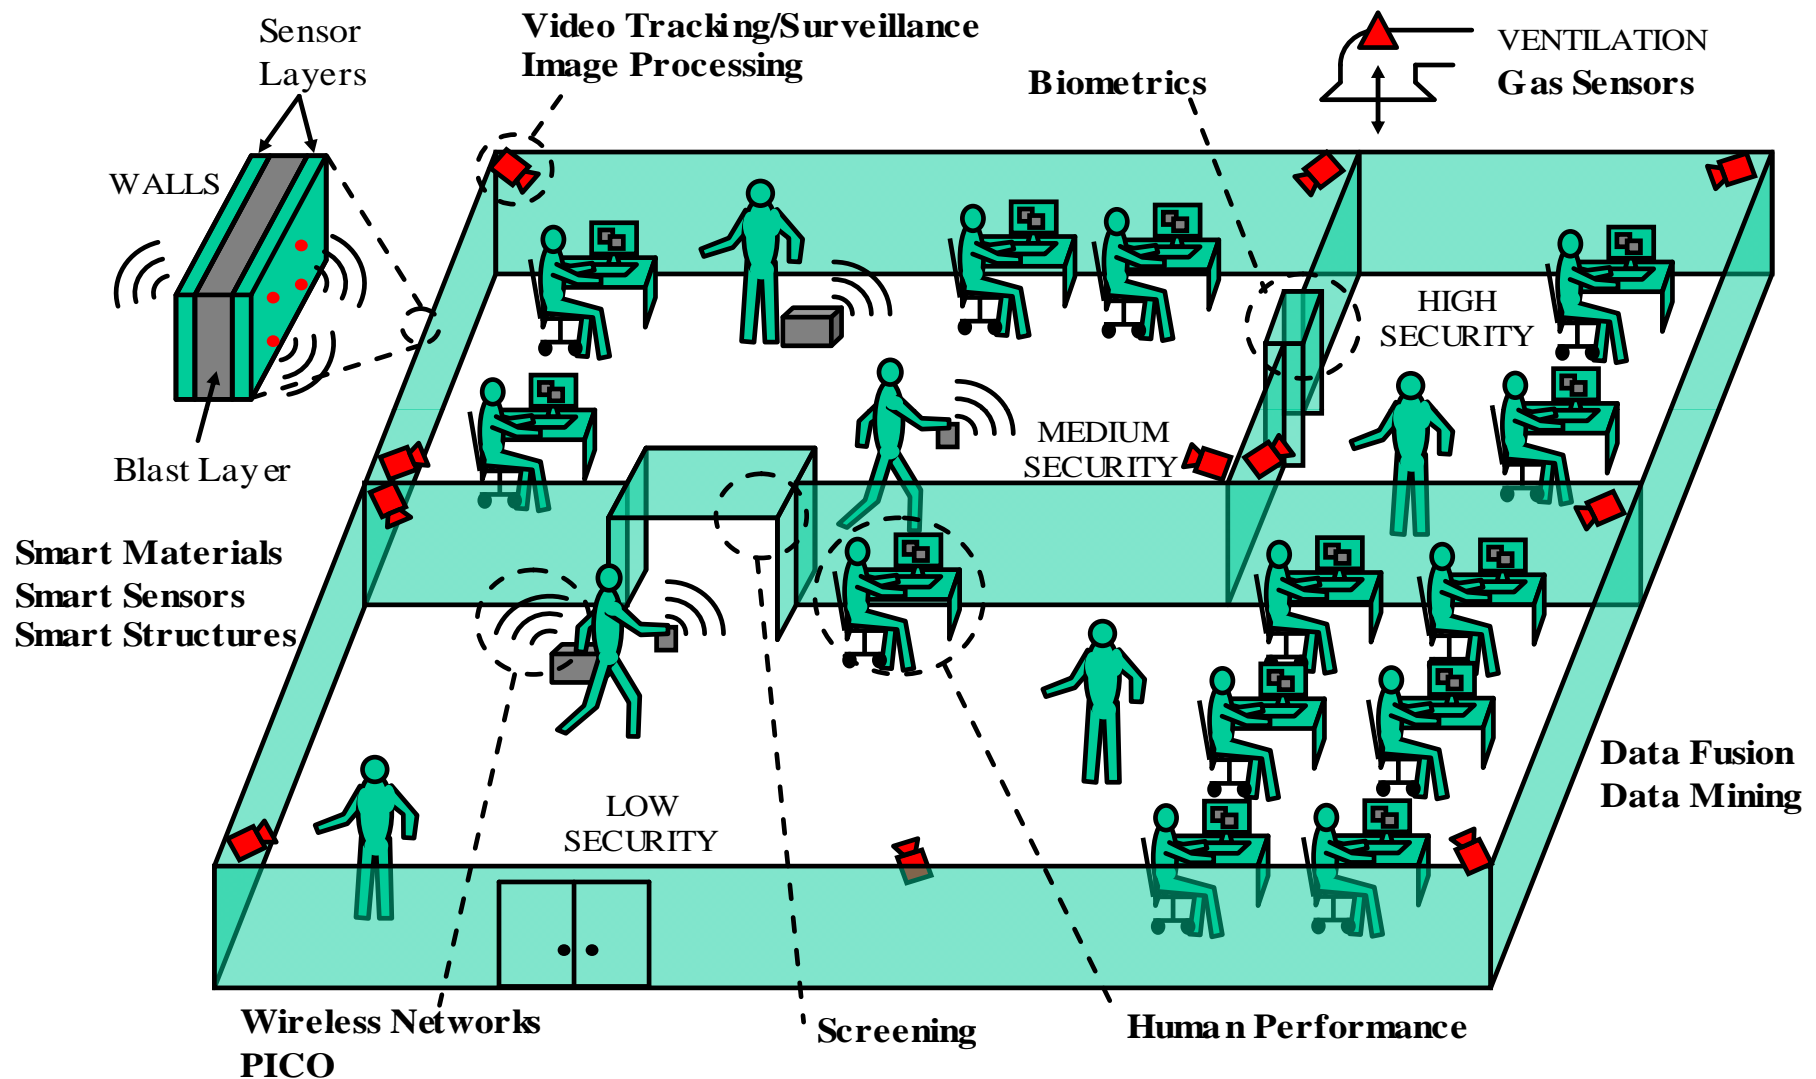 Sensor
Layers
Video Tracking/Surveillance
Image Processing
Biometrics
VENTILATION
Gas Sensors
WALLS
HIGH
SECURITY
MEDIUM
SECURITY
Blast Layer
Smart Materials
Smart Sensors
Smart Structures
Data Fusion
Data Mining
LOW
SECURITY
Wireless Networks
PICO
Screening
Human Performance